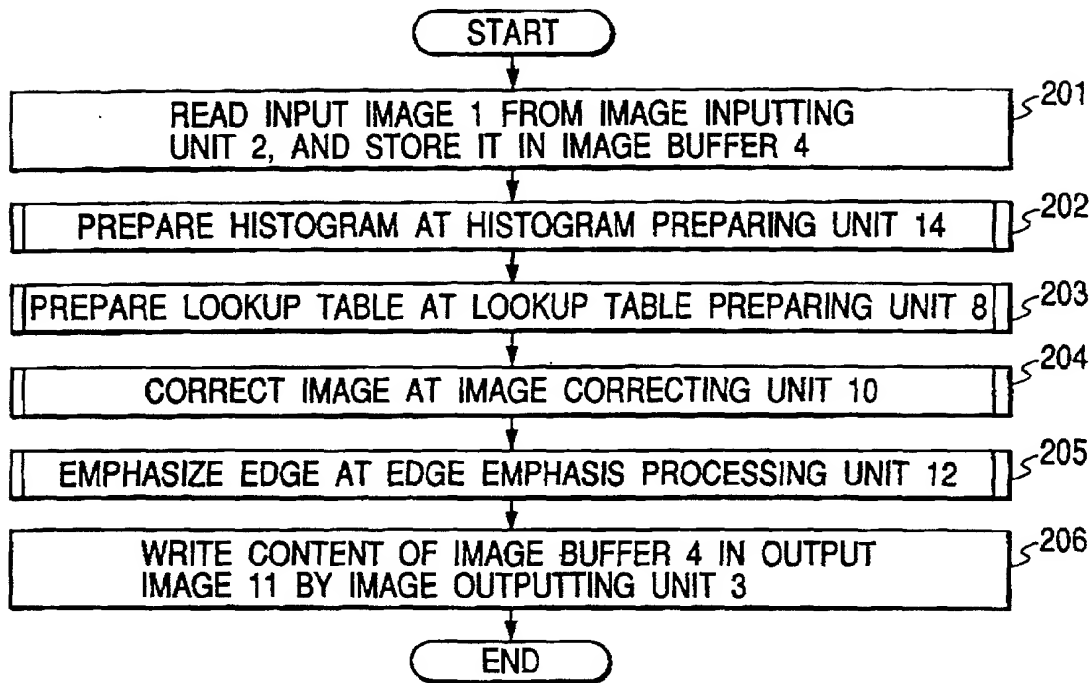 START
READ INPUT IMAGE 1 FROM IMAGE INPUTTING
UNIT 2, AND STORE IT IN IMAGE BUFFER 4
201
PREPARE HISTOGRAM AT HISTOGRAM PREPARING UNIT 14
202
PREPARE LOOKUP TABLE AT LOOKUP TABLE PREPARING UNIT 8
203
CORRECT IMAGE AT IMAGE CORRECTING UNIT 10
204
EMPHASIZE EDGE AT EDGE EMPHASIS PROCESSING UNIT 12
205
WRITE CONTENT OF IMAGE BUFFER 4 IN OUTPUT
IMAGE 11 BY IMAGE OUTPUTTING UNIT 3
206
END